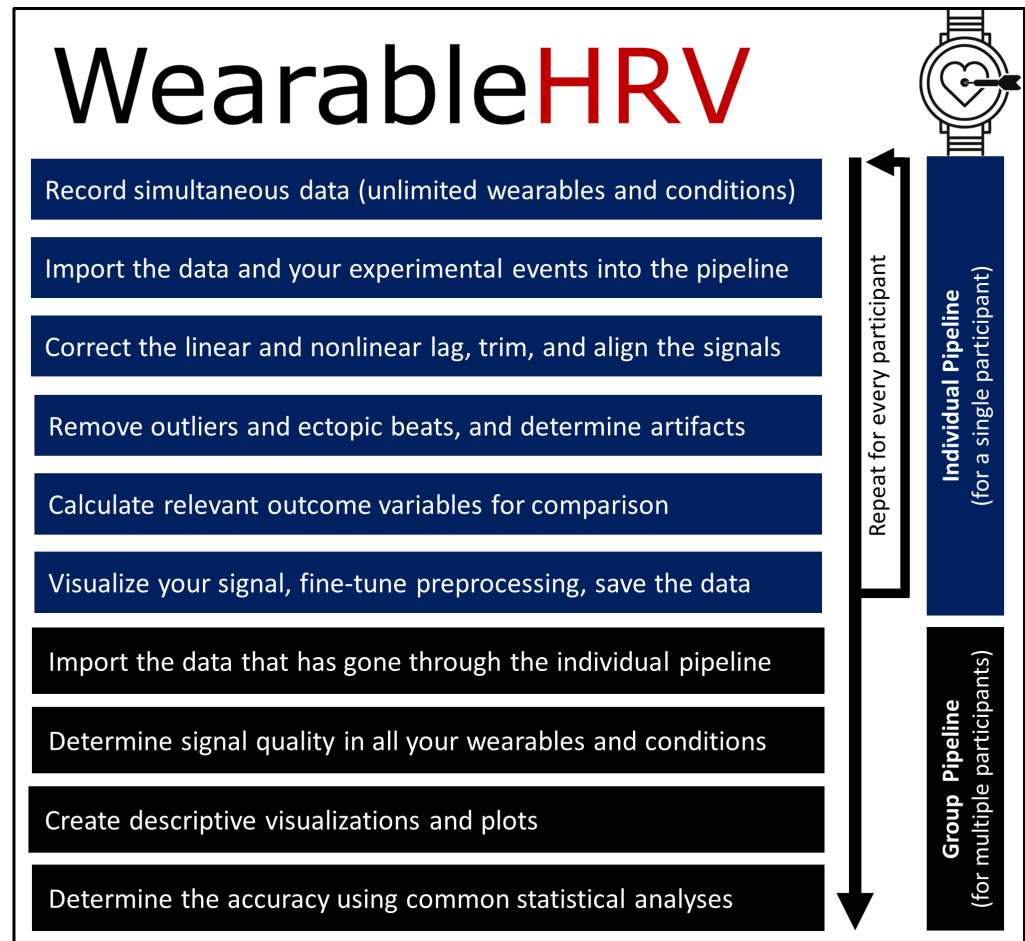 WearableHRV
Record simultaneous data (unlimited wearables and conditions)
Import the data and your experimental events into the pipeline
Correct the linear and nonlinear lag, trim, and align the signals
Remove outliers and ectopic beats, and determine artifacts
Calculate relevant outcome variables for comparison
Visualize your signal, fine-tune preprocessing, save the data
Repeat for every participant
Individual Pipeline
(for a single participant)
Import the data that has gone through the individual pipeline
Determine signal quality in all your wearables and conditions
Create descriptive visualizations and plots
Determine the accuracy using common statistical analyses
Group Pipeline
(for multiple participants)